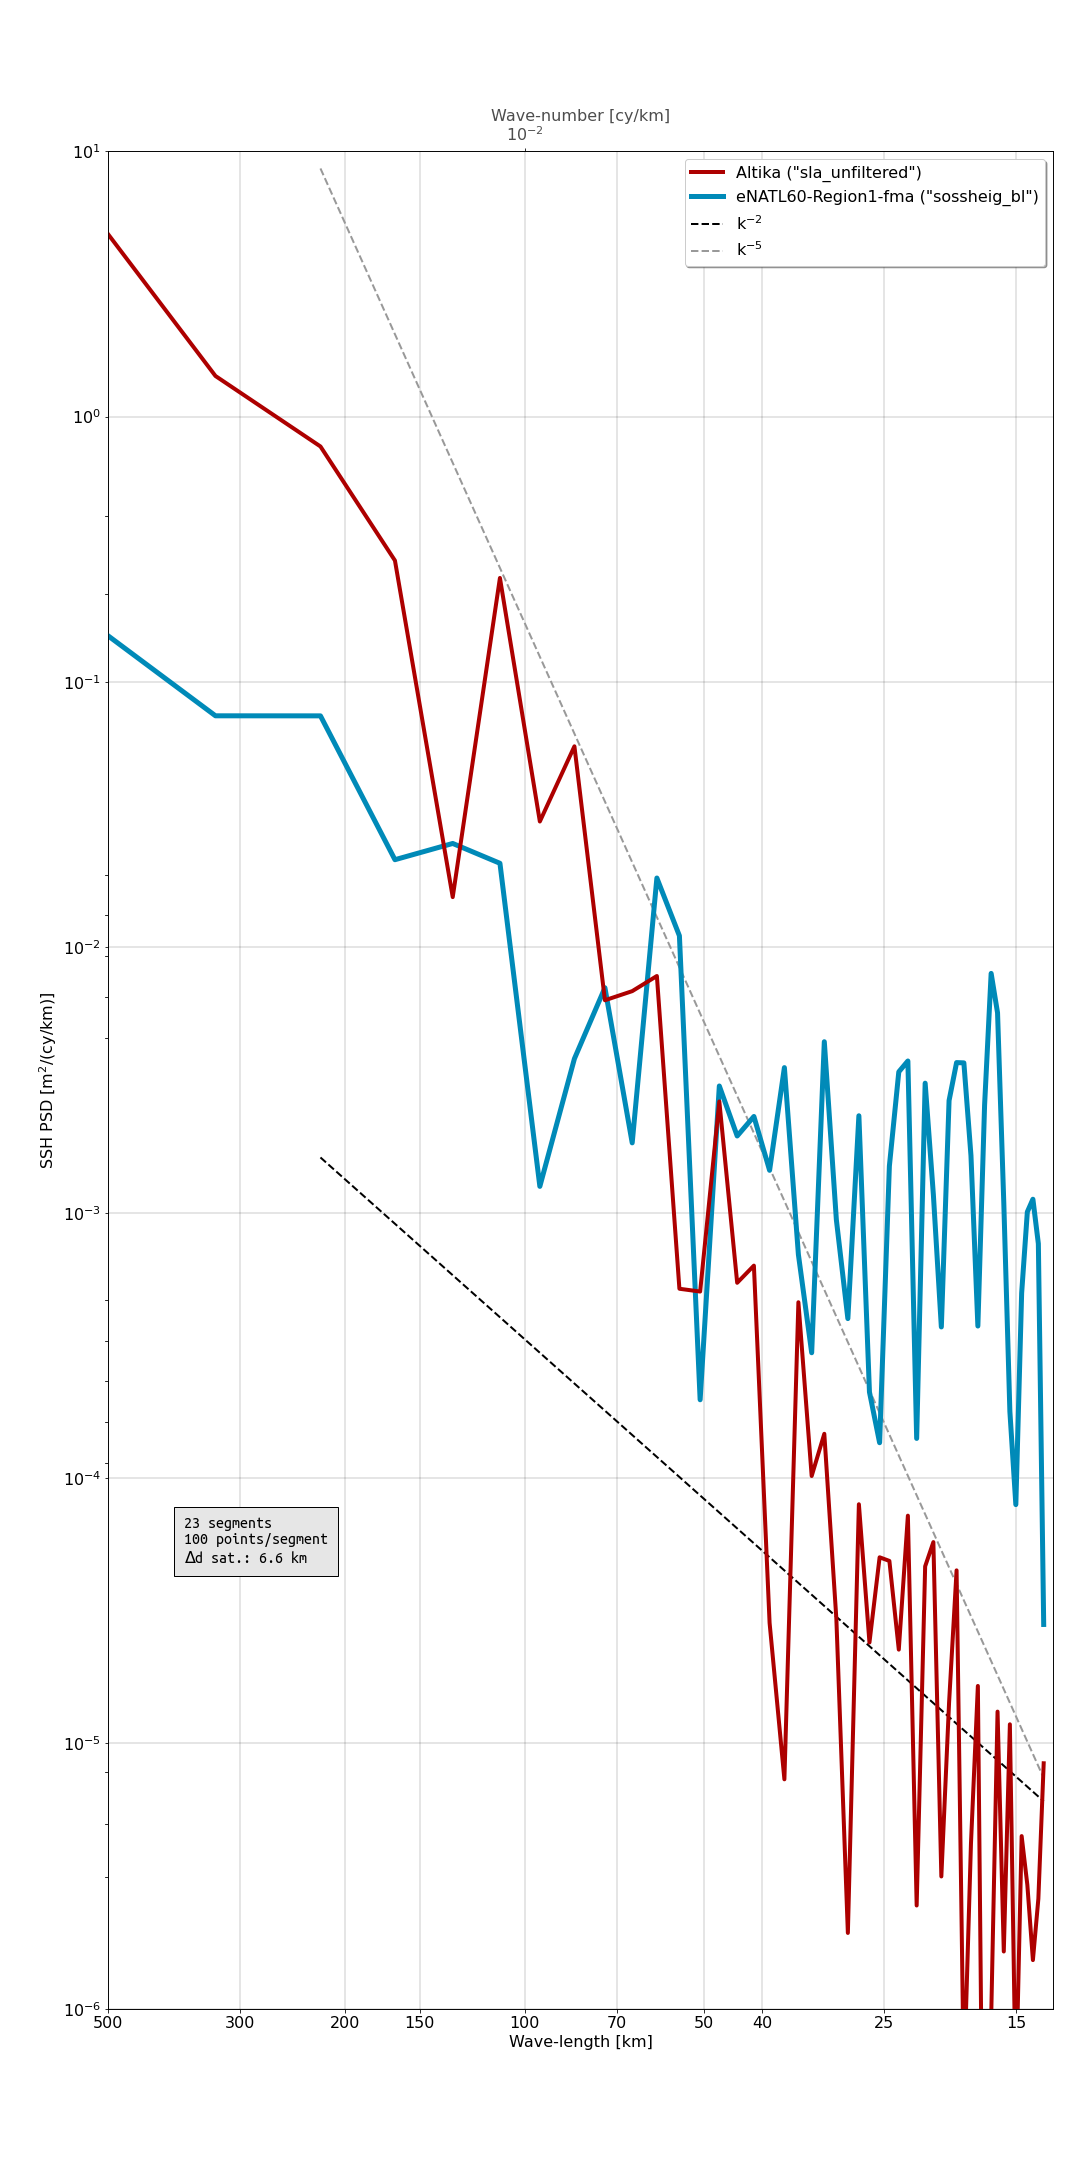 Wave-number [cy/km]
10⁻²
10¹
10⁰
10⁻¹
10⁻²
10⁻³
10⁻⁴
10⁻⁵
10⁻⁶
SSH PSD [m²/(cy/km)]
Altika ("sla_unfiltered")
eNATL60-Region1-fma ("sossheig_bl")
k⁻²
k⁻⁵
23 segments
100 points/segment
Δd sat.: 6.6 km
500 300 200 150 100 70 50 40 25 15
Wave-length [km]